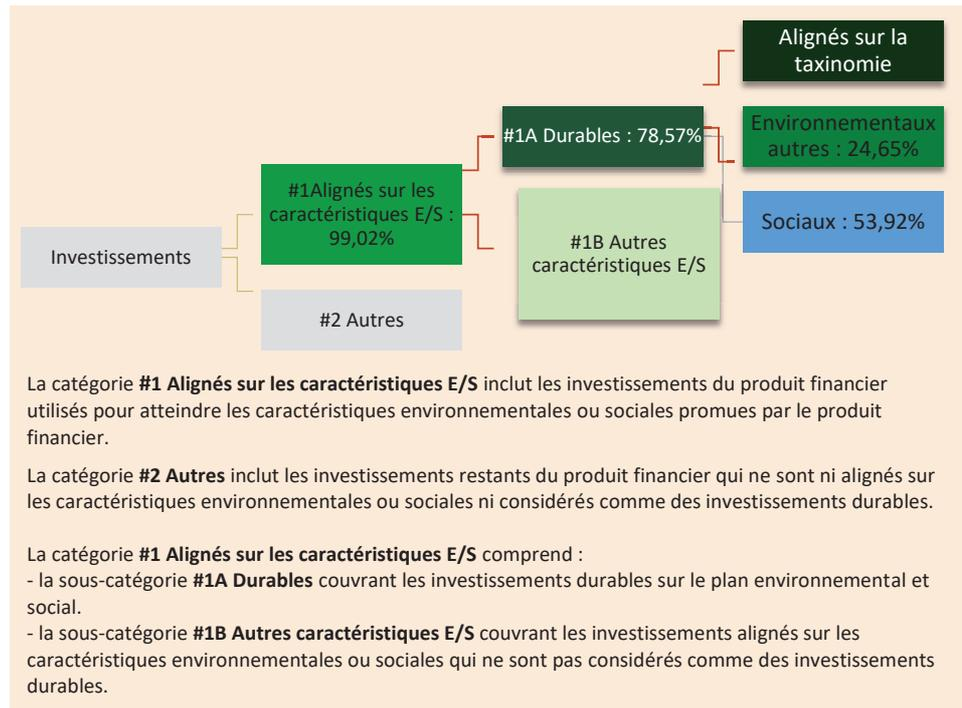 Alignés sur la
taxinomie
#1A Durables : 78,57%
Environnementaux
autres : 24,65%
#1Alignés sur les
caractéristiques E/S :
99,02%
Sociaux : 53,92%
#1B Autres
caractéristiques E/S
Investissements
#2 Autres
La catégorie #1 Alignés sur les caractéristiques E/S inclut les investissements du produit financier
utilisés pour atteindre les caractéristiques environnementales ou sociales promues par le produit
financier.
La catégorie #2 Autres inclut les investissements restants du produit financier qui ne sont ni alignés sur
les caractéristiques environnementales ou sociales ni considérés comme des investissements durables.
La catégorie #1 Alignés sur les caractéristiques E/S comprend :
- la sous-catégorie #1A Durables couvrant les investissements durables sur le plan environnemental et
social.
- la sous-catégorie #1B Autres caractéristiques E/S couvrant les investissements alignés sur les
caractéristiques environnementales ou sociales qui ne sont pas considérés comme des investissements
durables.